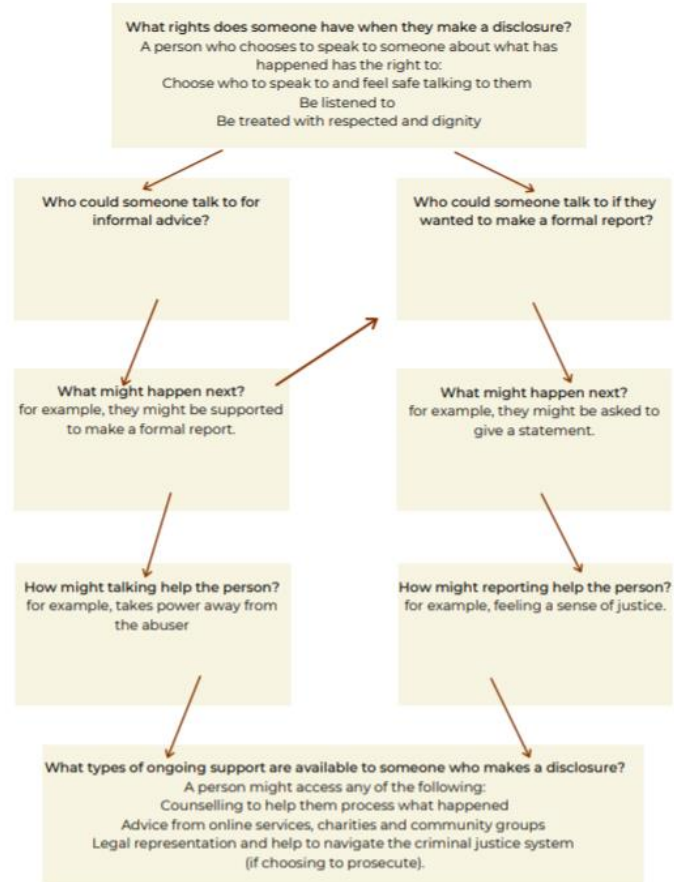 What rights does someone have when they make a disclosure?
A person who chooses to speak to someone about what has
happened has the right to:
Choose who to speak to and feel safe talking to them
Be listened to
Be treated with respected and dignity
Who could someone talk to for
informal advice?
Who could someone talk to if they
wanted to make a formal report?
What might happen next?
for example, they might be supported
to make a formal report.
What might happen next?
for example, they might be asked to
give a statement.
How might talking help the person?
for example, takes power away from
the abuser
How might reporting help the person?
for example, feeling a sense of justice.
What types of ongoing support are available to someone who makes a disclosure?
A person might access any of the following:
Counselling to help them process what happened
Advice from online services, charities and community groups
Legal representation and help to navigate the criminal justice system
(if choosing to prosecute).